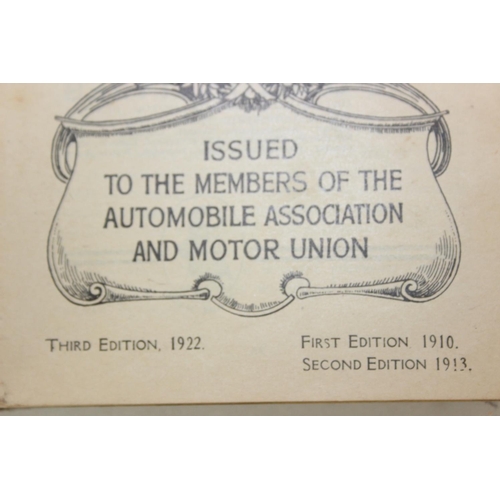 ISSUED
TO THE MEMBERS OF THE
AUTOMOBILE ASSOCIATION
AND MOTOR UNION
THIRD EDITION, 1922.
FIRST EDITION 1910.
SECOND EDITION 1913.